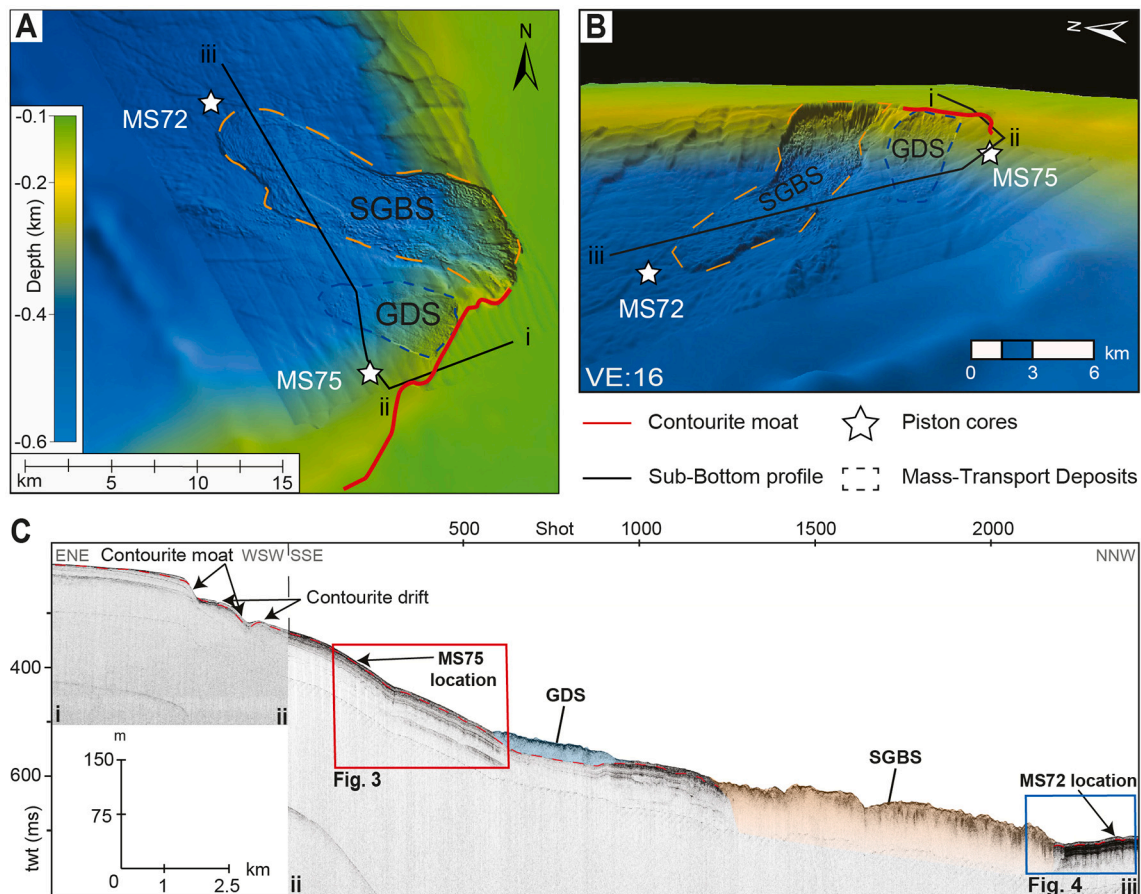 A
N
iii
MS72
-0.1
-0.2
-0.4
-0.6
Depth (km)
SGBS
GDS
i
MS75
ii
km
5
10
15
B
N
i
ii
GDS
MS75
SGBS
iii
MS72
VE:16
km
0 3 6
Contourite moat
Piston cores
Sub-Bottom profile
Mass-Transport Deposits
C
500 Shot 1000 1500 2000
ENE Contourite moat WSW SSE NNW
Contourite drift
400
600
twt (ms)
MS75
location
GDS
SGBS
MS72 location
Fig. 3
Fig. 4
i ii
ii iii
m
150
75
0 1 2.5
km